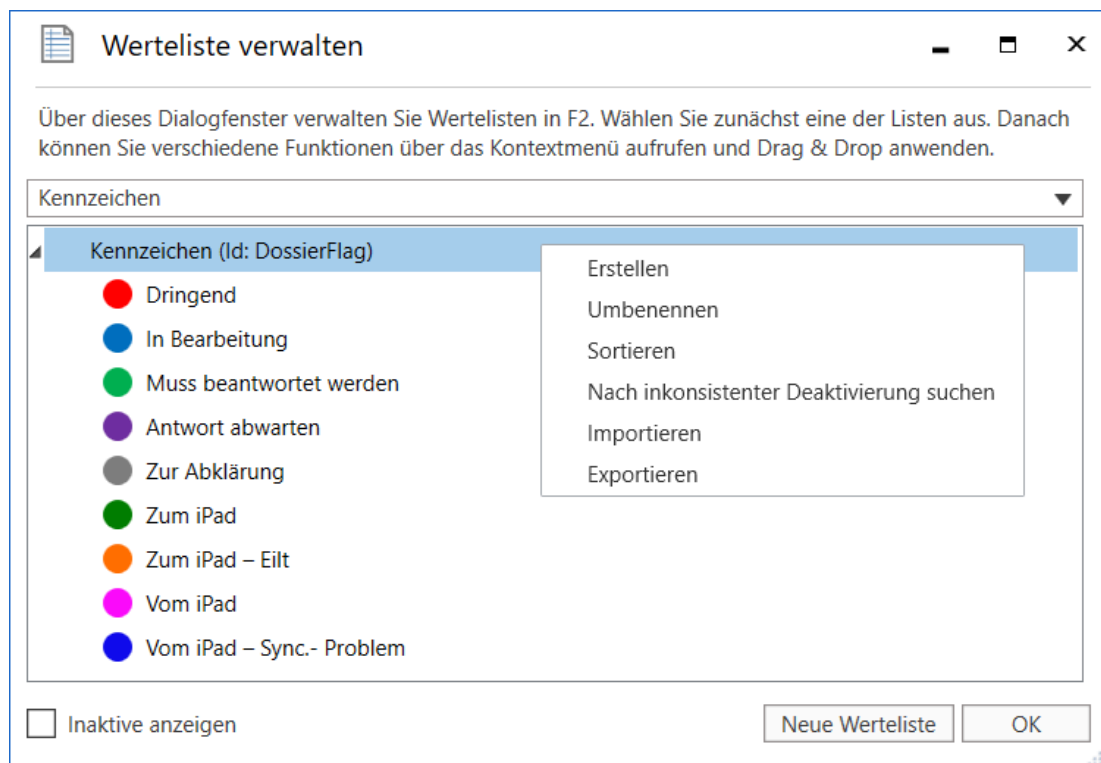 Werteliste verwalten
Über dieses Dialogfenster verwalten Sie Wertelisten in F2. Wählen Sie zunächst eine der Listen aus. Danach
können Sie verschiedene Funktionen über das Kontextmenü aufrufen und Drag & Drop anwenden.
Kennzeichen
Kennzeichen (Id: DossierFlag)
Dringend
In Bearbeitung
Muss beantwortet werden
Antwort abwarten
Zur Abklärung
Zum iPad
Zum iPad – Eilt
Vom iPad
Vom iPad – Sync.- Problem
Erstellen
Umbenennen
Sortieren
Nach inkonsistenter Deaktivierung suchen
Importieren
Exportieren
Inaktive anzeigen
Neue Werteliste
OK